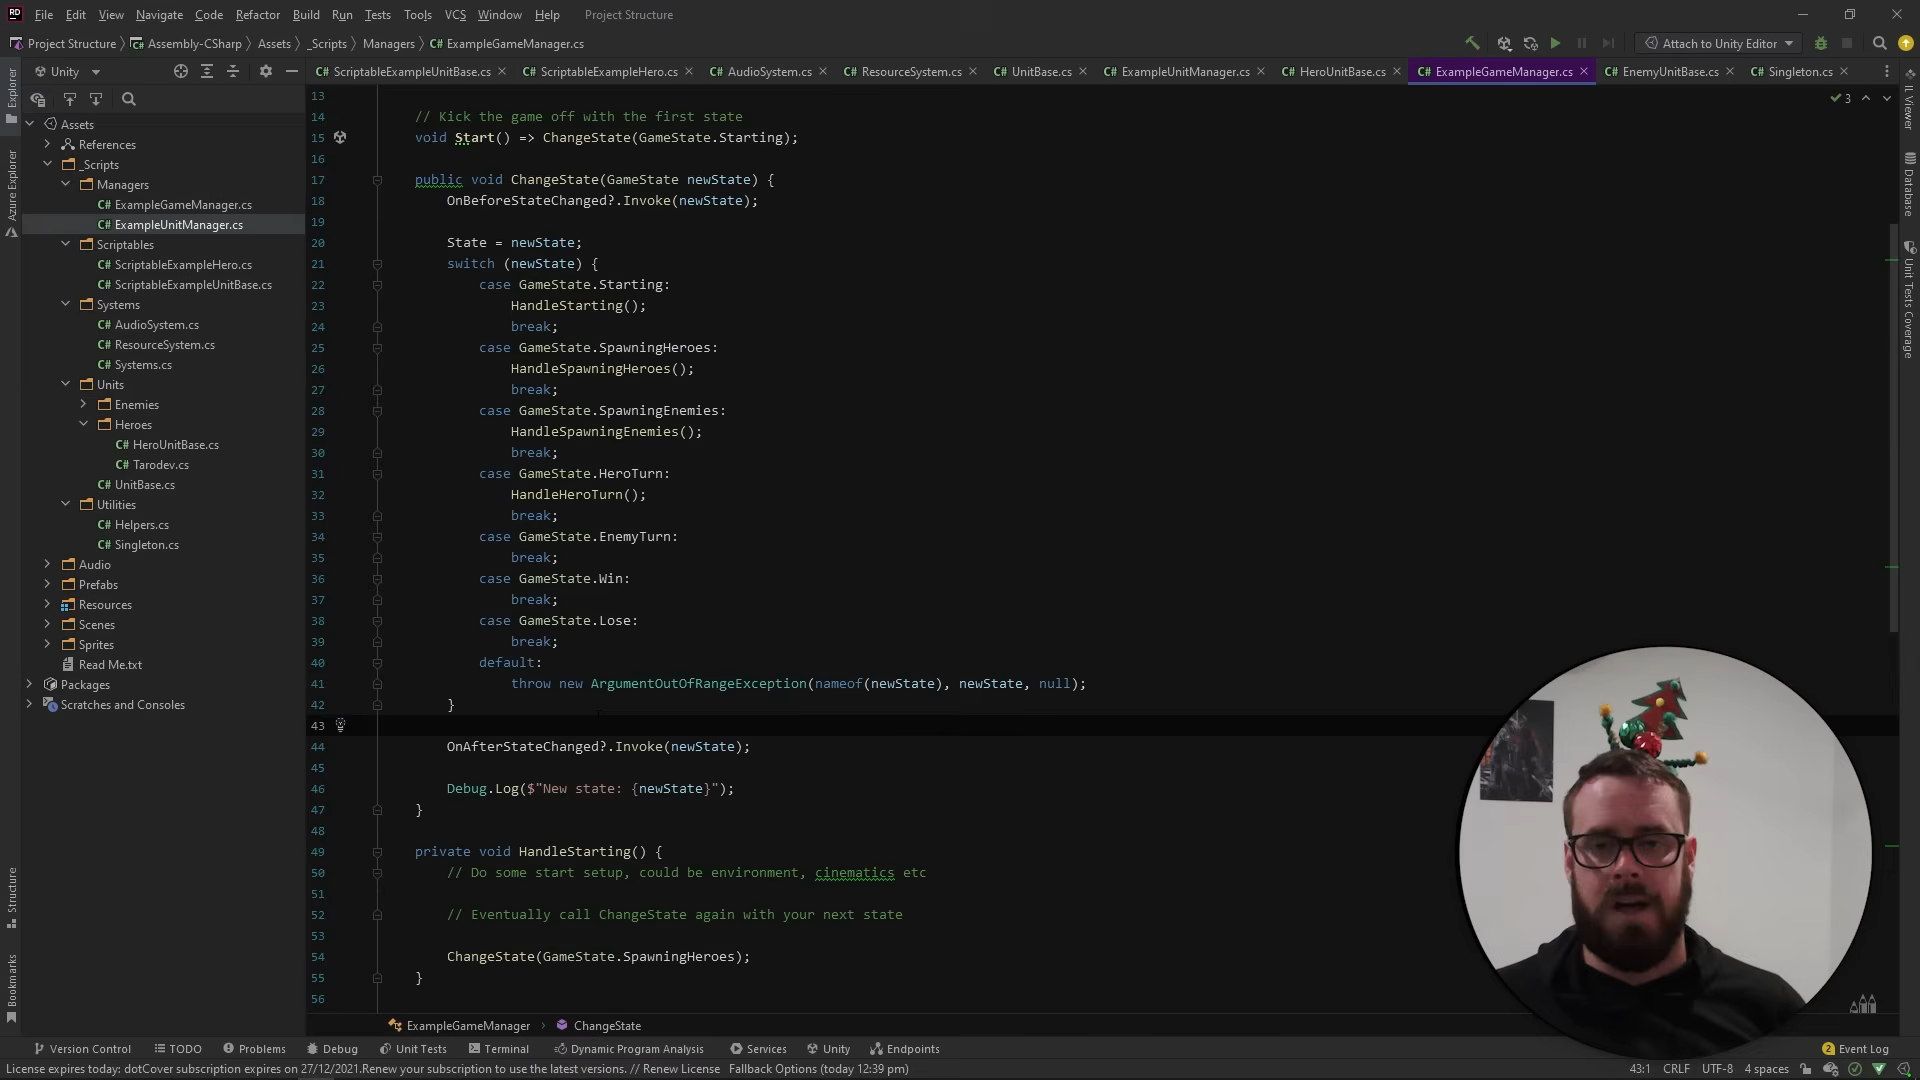 RD File Edit View Navigate Code Refactor Build Run Tests Tools VCS Window Help Project Structure
Project Structure Assembly-CSharp Assets _Scripts Managers C# ExampleGameManager.cs
Attach to Unity Editor
Unity
C# ScriptableExampleUnitBase.cs C# ScriptableExampleHero.cs C# AudioSystem.cs C# ResourceSystem.cs C# UnitBase.cs C# ExampleUnitManager.cs C# HeroUnitBase.cs C# ExampleGameManager.cs C# EnemyUnitBase.cs C# Singleton.cs
Explorer
Azure Explorer
Structure
Bookmarks
Assets
References
_Scripts
Managers
C# ExampleGameManager.cs
C# ExampleUnitManager.cs
Scriptables
C# ScriptableExampleHero.cs
C# ScriptableExampleUnitBase.cs
Systems
C# AudioSystem.cs
C# ResourceSystem.cs
C# Systems.cs
Units
Enemies
Heroes
C# HeroUnitBase.cs
C# Tarodev.cs
C# UnitBase.cs
Utilities
C# Helpers.cs
C# Singleton.cs
Audio
Prefabs
Resources
Scenes
Sprites
Read Me.txt
Packages
Scratches and Consoles
3
13
14 // Kick the game off with the first state
15 void Start() => ChangeState(GameState.Starting);
16
17 public void ChangeState(GameState newState) {
18 OnBeforeStateChanged?.Invoke(newState);
19
20 State = newState;
21 switch (newState) {
22 case GameState.Starting:
23 HandleStarting();
24 break;
25 case GameState.SpawningHeroes:
26 HandleSpawningHeroes();
27 break;
28 case GameState.SpawningEnemies:
29 HandleSpawningEnemies();
30 break;
31 case GameState.HeroTurn:
32 HandleHeroTurn();
33 break;
34 case GameState.EnemyTurn:
35 break;
36 case GameState.Win:
37 break;
38 case GameState.Lose:
39 break;
40 default:
41 throw new ArgumentOutOfRangeException(nameof(newState), newState, null);
42 }
43
44 OnAfterStateChanged?.Invoke(newState);
45
46 Debug.Log($"New state: {newState}");
47 }
48
49 private void HandleStarting() {
50 // Do some start setup, could be environment, cinematics etc
51
52 // Eventually call ChangeState again with your next state
53
54 ChangeState(GameState.SpawningHeroes);
55 }
56
IL Viewer
Database
Unit Tests Coverage
ExampleGameManager ChangeState
Version Control TODO Problems Debug Unit Tests Terminal Dynamic Program Analysis Services Unity Endpoints 2 Event Log
License expires today: dotCover subscription expires on 27/12/2021.Renew your subscription to use the latest versions. // Renew License Fallback Options (today 12:39 pm) 43:1 CRLF UTF-8 4 spaces